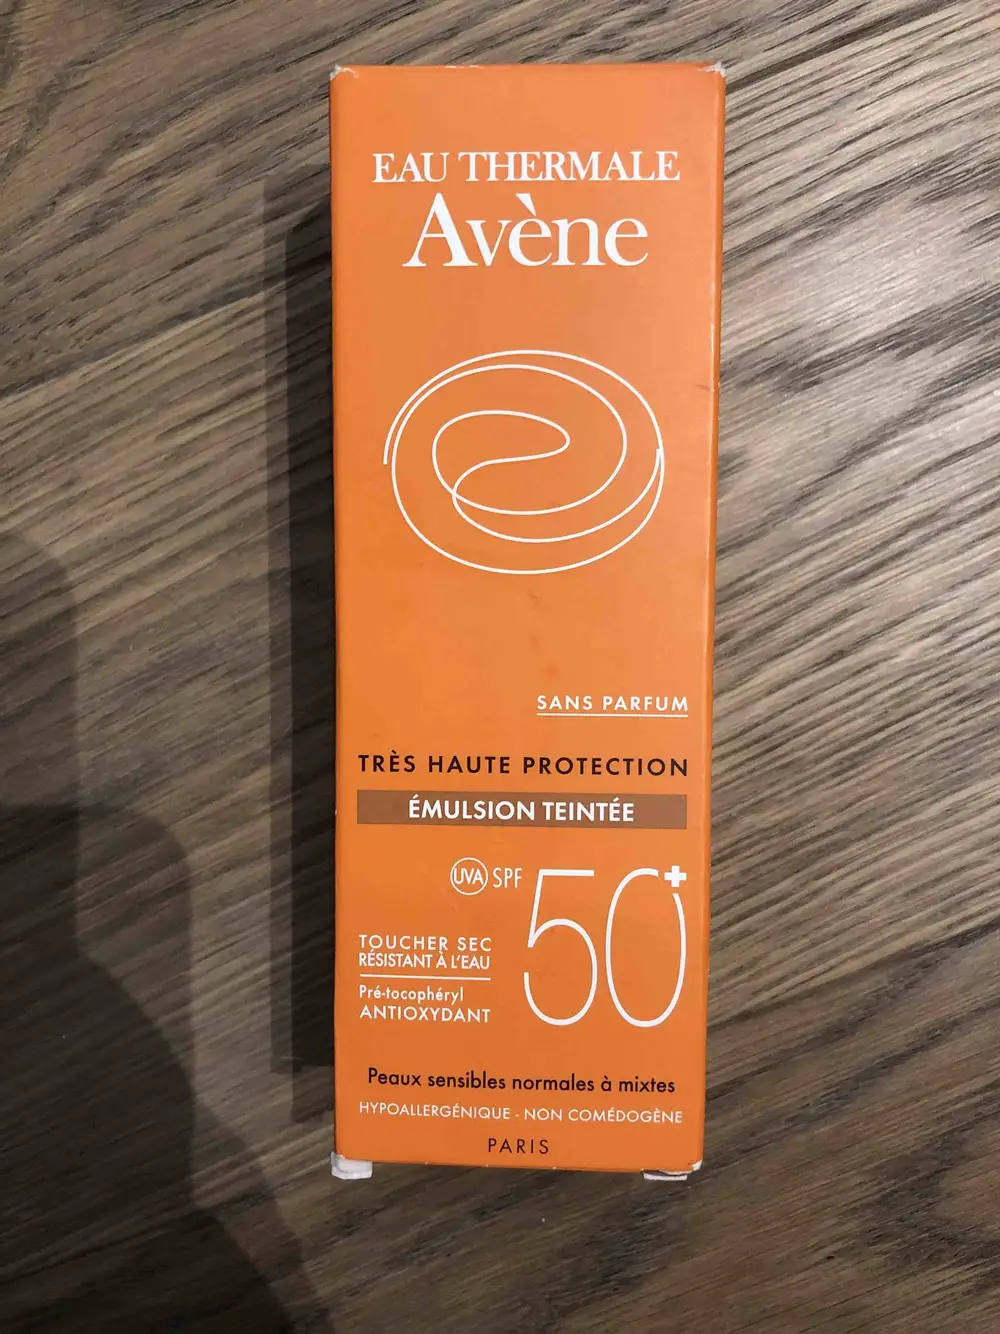 EAU THERMALE
Avène
SANS PARFUM
TRÈS HAUTE PROTECTION
ÉMULSION TEINTÉE
UVA SPF 50+
TOUCHER SEC
RÉSISTANT À L'EAU
Pré-tocophéryl
ANTIOXYDANT
Peaux sensibles normales à mixtes
HYPOALLERGÉNIQUE - NON COMÉDOGÈNE
PARIS